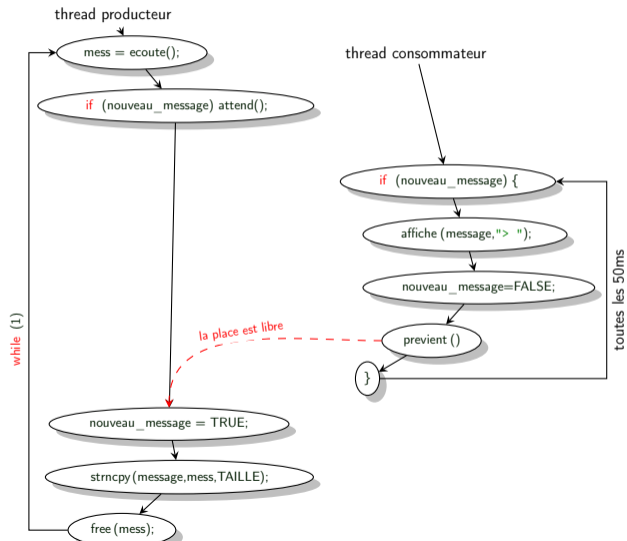 thread producteur
mess = ecoute();
if (nouveau_message) attend();
thread consommateur
if (nouveau_message) {
affiche (message,"> ");
nouveau_message=FALSE;
previent ()
}
toutes les 50ms
la place est libre
while (1)
nouveau_message = TRUE;
strncpy(message,mess,TAILLE);
free(mess);